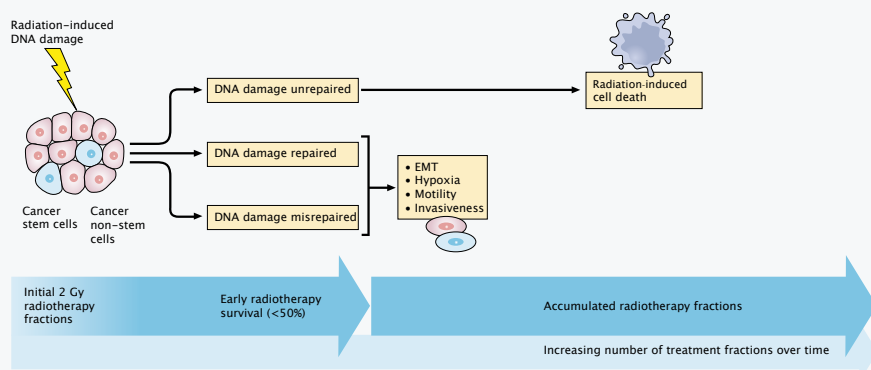 Radiation-induced
DNA damage
DNA damage unrepaired
Radiation-induced
cell death
DNA damage repaired
• EMT
• Hypoxia
• Motility
• Invasiveness
DNA damage misrepaired
Cancer
stem cells
Cancer
non-stem
cells
Initial 2 Gy
radiotherapy
fractions
Early radiotherapy
survival (<50%)
Accumulated radiotherapy fractions
Increasing number of treatment fractions over time